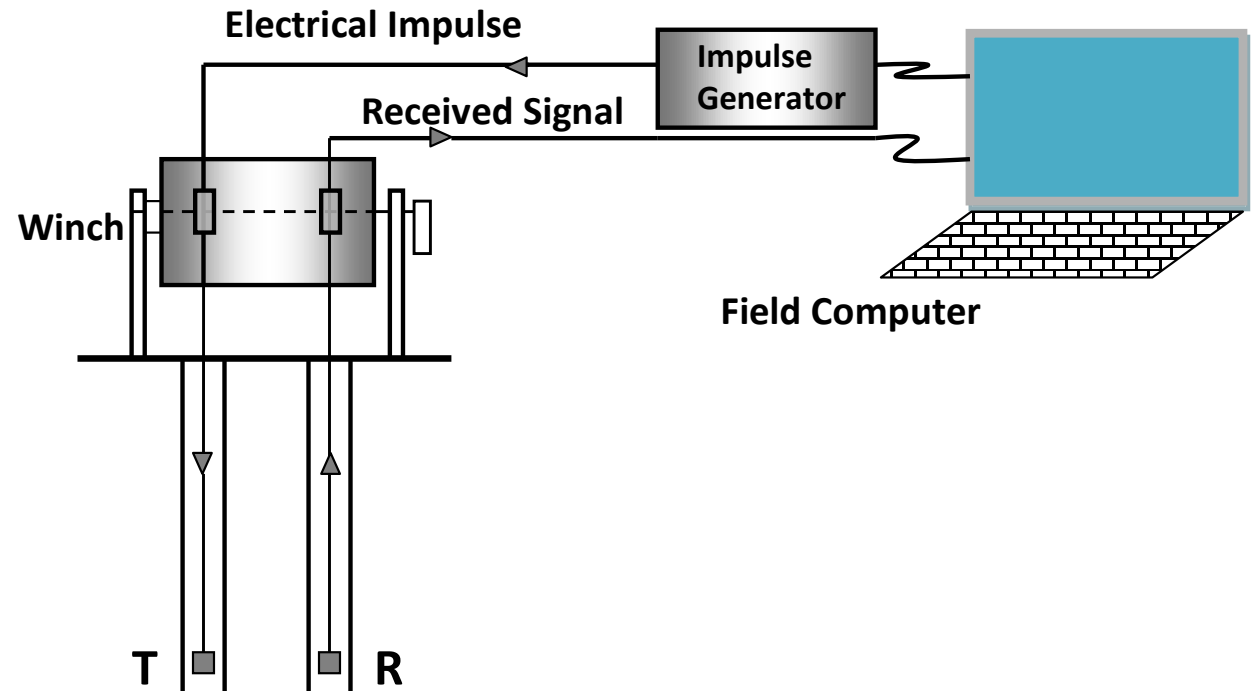 Electrical Impulse
Impulse
Generator
Received Signal
Winch
Field Computer
T
R